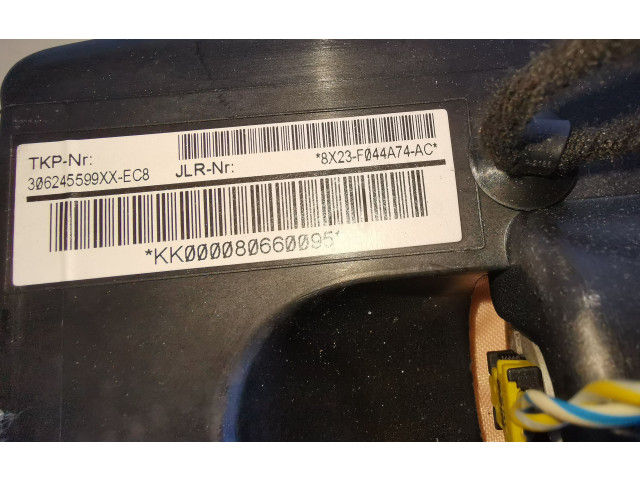 TKP-Nr:
306245599XX-EC8 JLR-Nr: *8X23-F044A74-AC*
*KK000080660095*